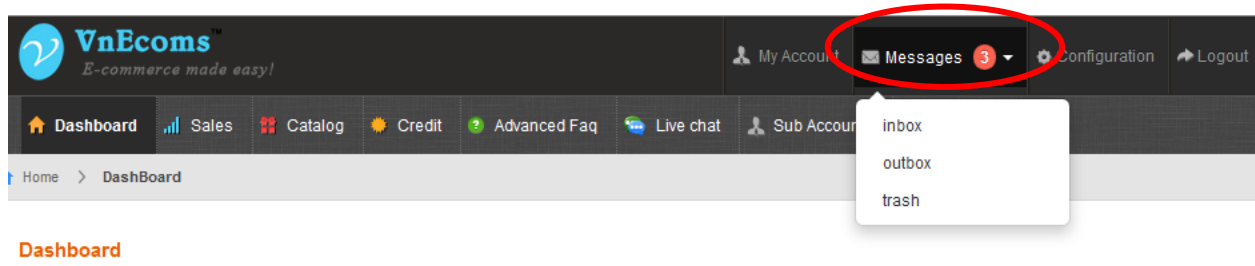 VnEcoms™
E-commerce made easy!
My Account Messages 3 Configuration Logout
Dashboard Sales Catalog Credit Advanced Faq Live chat Sub Accour
inbox
outbox
trash
Home > DashBoard
Dashboard